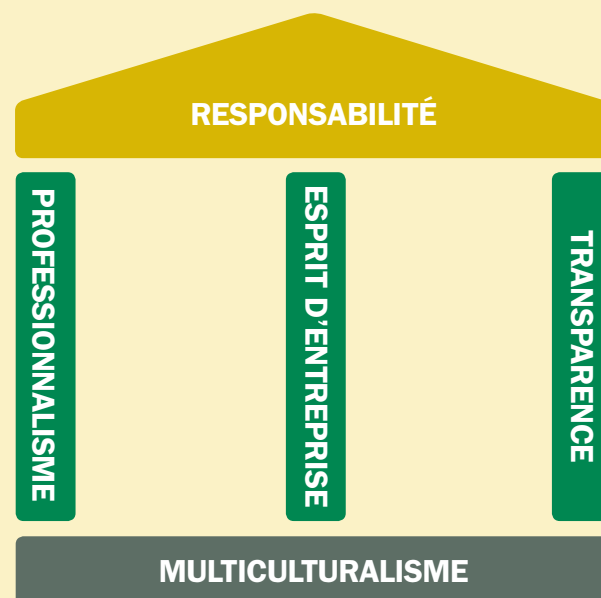 RESPONSABILITÉ
PROFESSIONNALISME
ESPRIT D'ENTREPRISE
TRANSPARENCE
MULTICULTURALISME